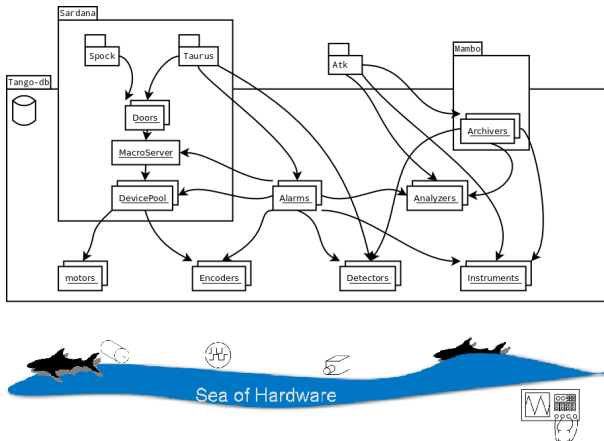 Sardana
Spock
Taurus
Atk
Mambo
Tango-db
Doors
Archivers
MacroServer
DevicePool
Alarms
Analyzers
motors
Encoders
Detectors
Instruments
Sea of Hardware